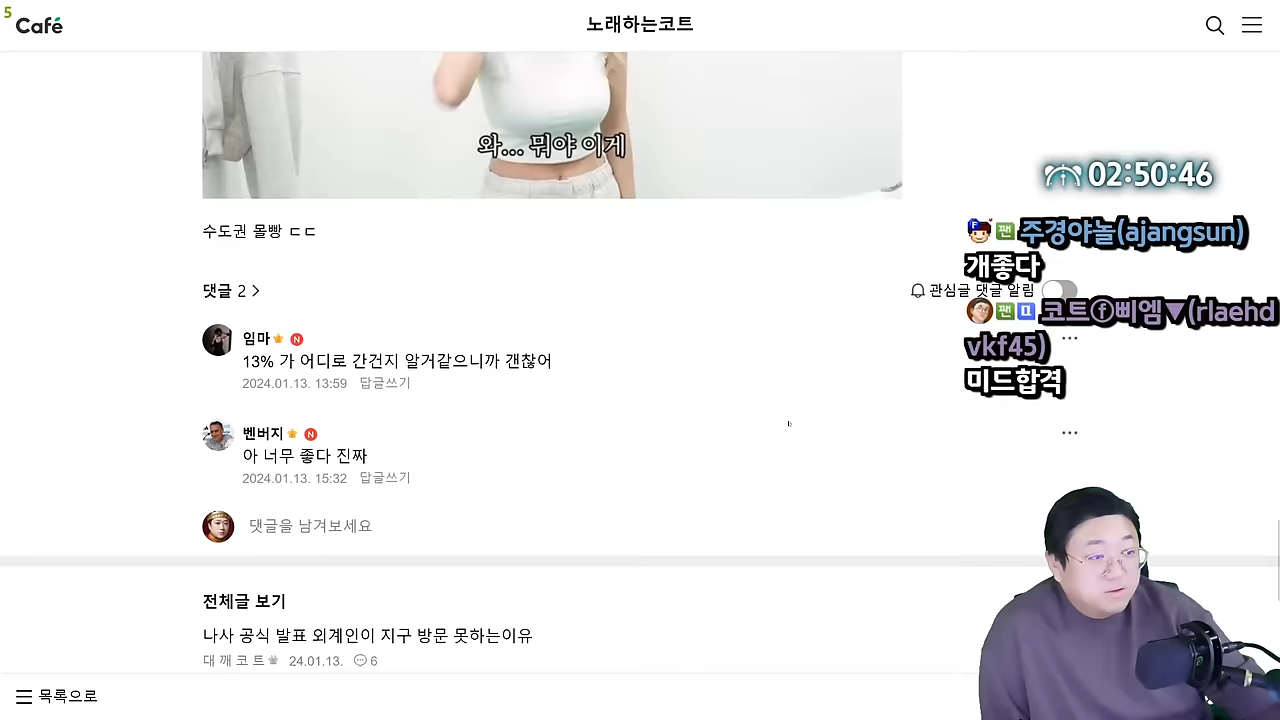 5
Café
노래하는코트
와... 뭐야 이게
02:50:46
수도권 몰빵 ㄷㄷ
팬 주경야놀(ajangsun)
개좋다
댓글 2
관심글 댓글 알림
팬 코트ⓕ삐엠▼(rlaehd
vkf45)
미드합격
임마 N
13% 가 어디로 간건지 알거같으니까 갠찮어
2024.01.13. 13:59 답글쓰기
벤버지 N
아 너무 좋다 진짜
2024.01.13. 15:32 답글쓰기
댓글을 남겨보세요
전체글 보기
나사 공식 발표 외계인이 지구 방문 못하는이유
대 깨 코 트 24.01.13. 6
목록으로